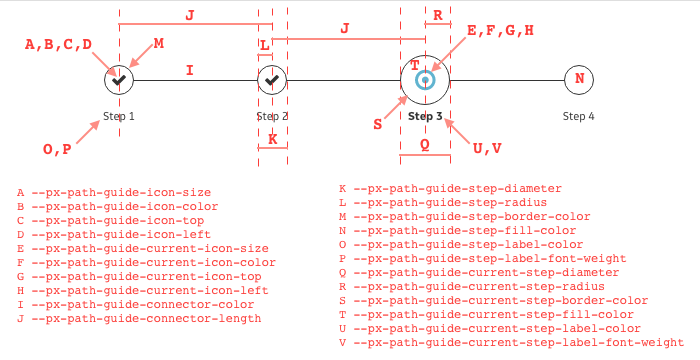 J
R
J
E,F,G,H
A,B,C,D
M
L
I
T
N
Step 1
Step 2
S
Step 3
Step 4
O,P
K
Q
U,V
A --px-path-guide-icon-size
B --px-path-guide-icon-color
C --px-path-guide-icon-top
D --px-path-guide-icon-left
E --px-path-guide-current-icon-size
F --px-path-guide-current-icon-color
G --px-path-guide-current-icon-top
H --px-path-guide-current-icon-left
I --px-path-guide-connector-color
J --px-path-guide-connector-length
K --px-path-guide-step-diameter
L --px-path-guide-step-radius
M --px-path-guide-step-border-color
N --px-path-guide-step-fill-color
O --px-path-guide-step-label-color
P --px-path-guide-step-label-font-weight
Q --px-path-guide-current-step-diameter
R --px-path-guide-current-step-radius
S --px-path-guide-current-step-border-color
T --px-path-guide-current-step-fill-color
U --px-path-guide-current-step-label-color
V --px-path-guide-current-step-label-font-weight